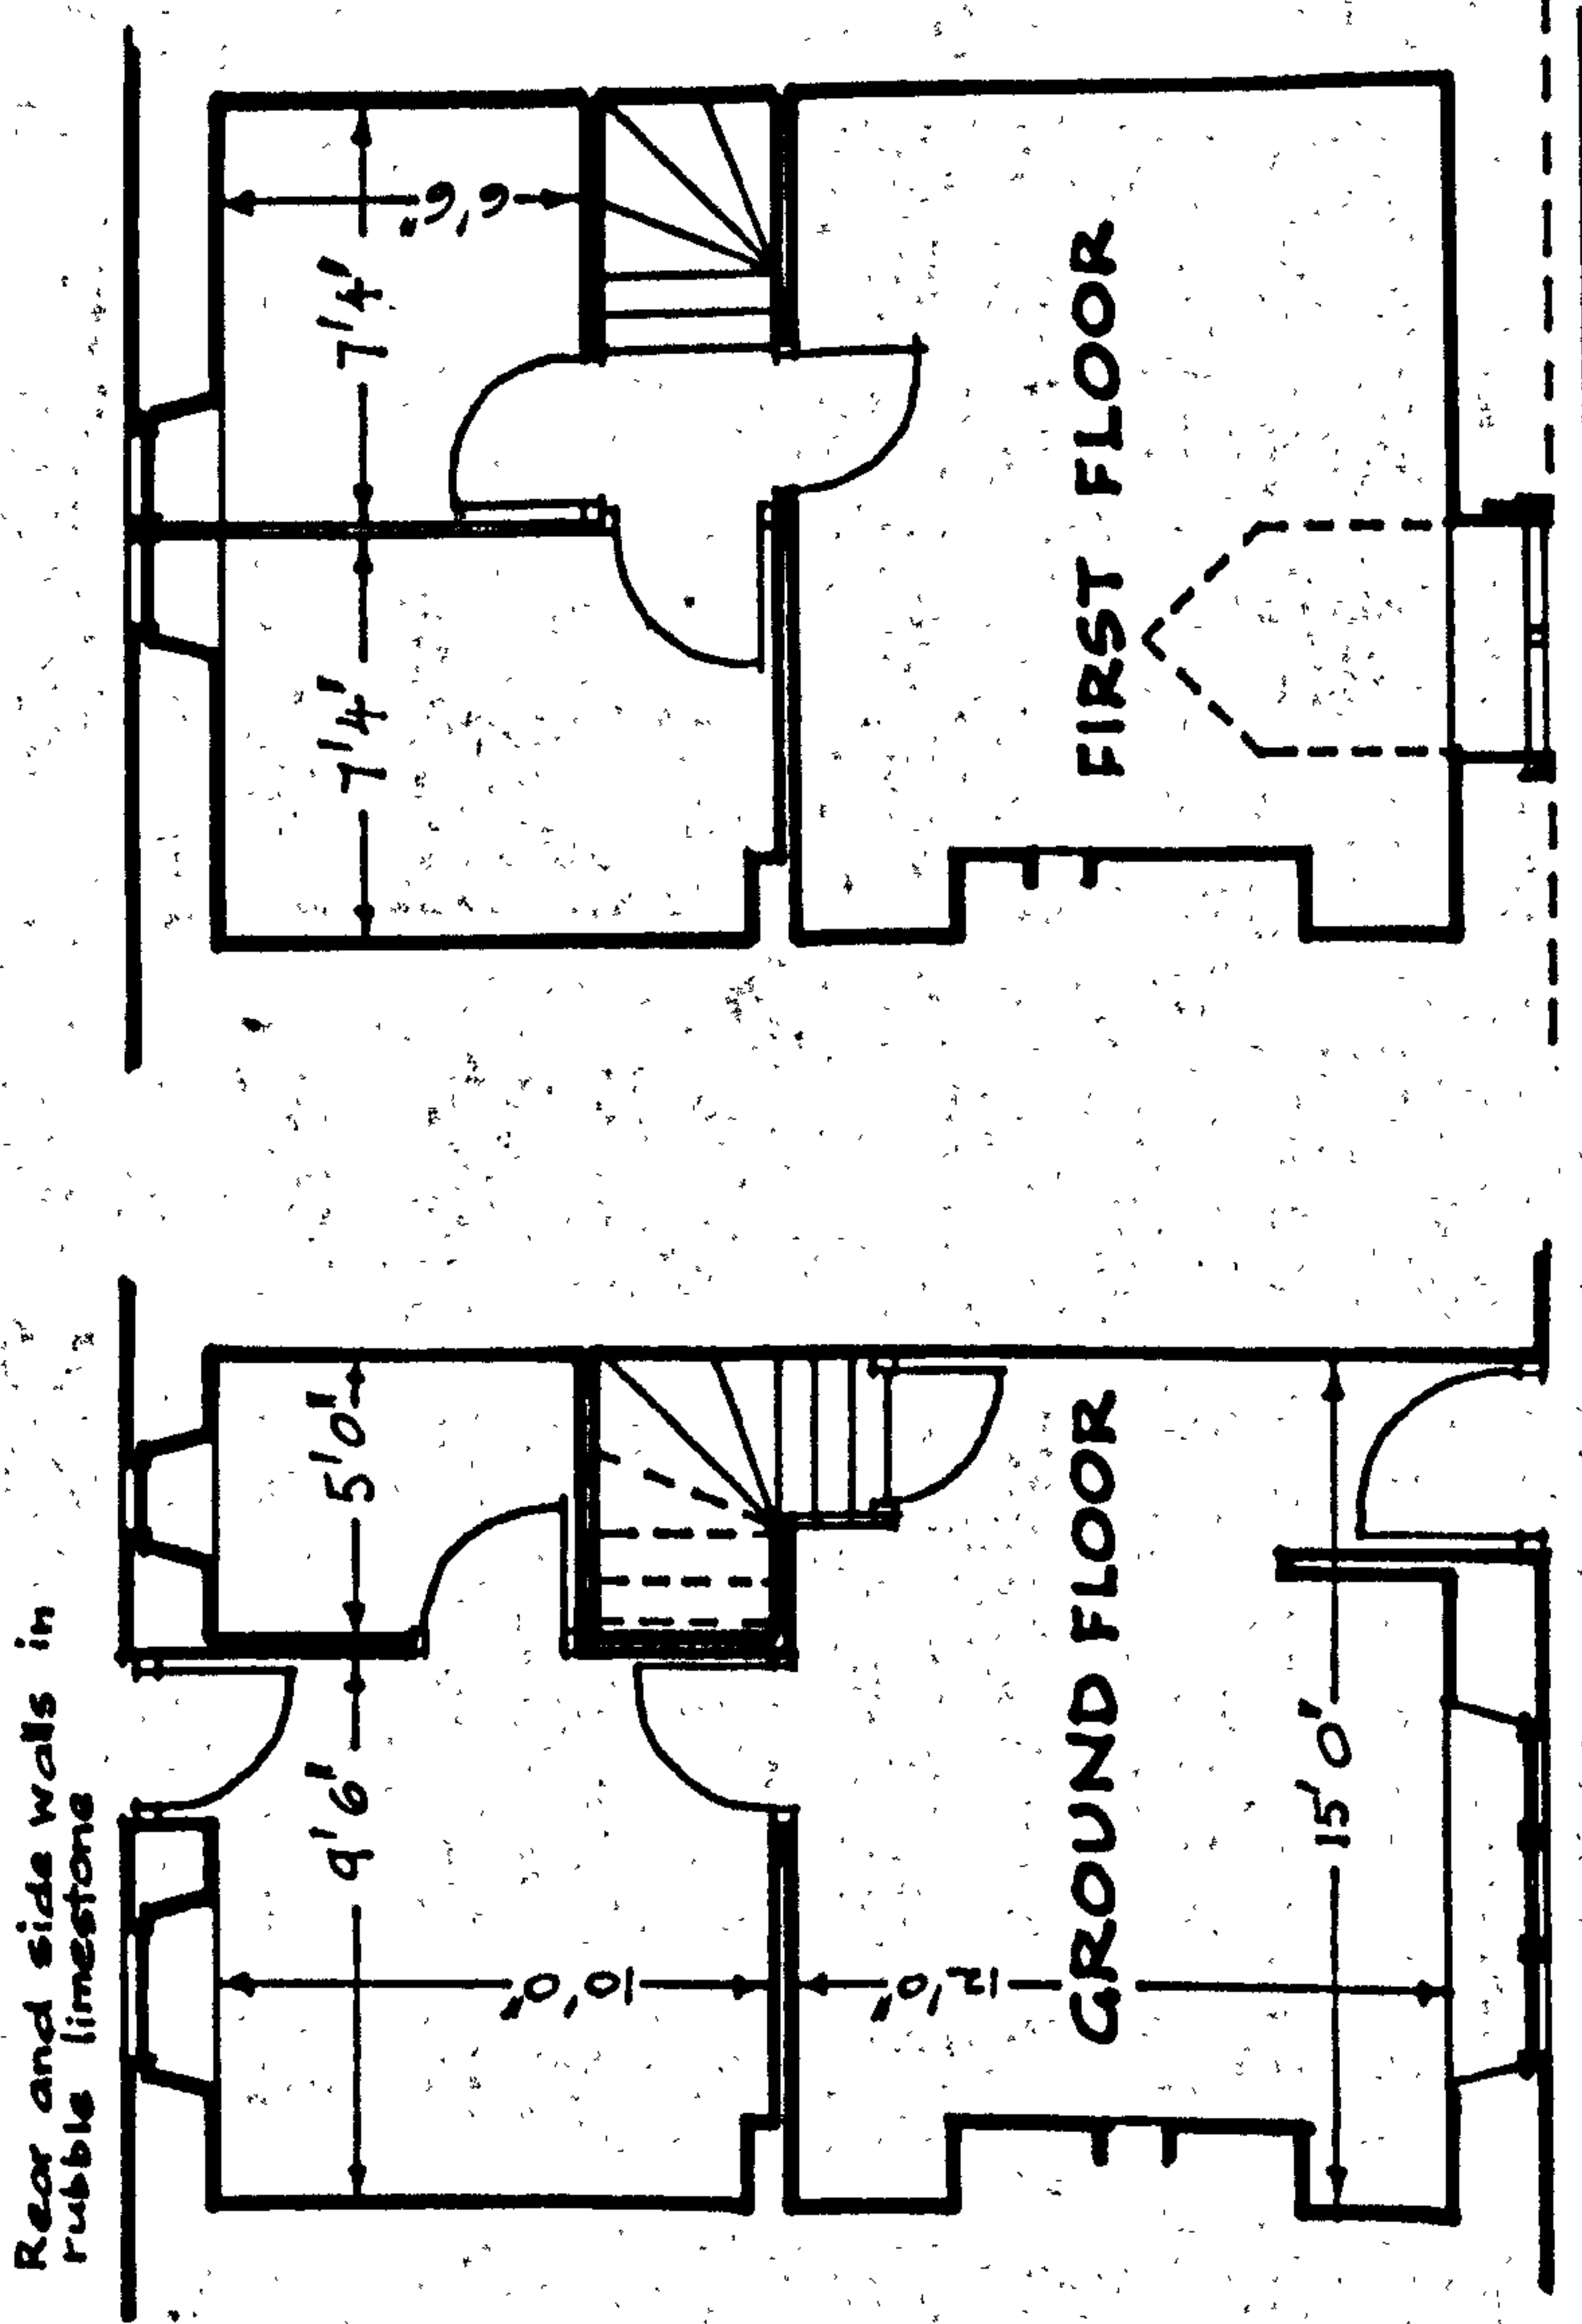 Rear and side walls in
rubble limestone
9'6"
5'0"
10'0"
12'0"
GROUND FLOOR
15'0"
7'4"
7'4"
6'6"
FIRST FLOOR